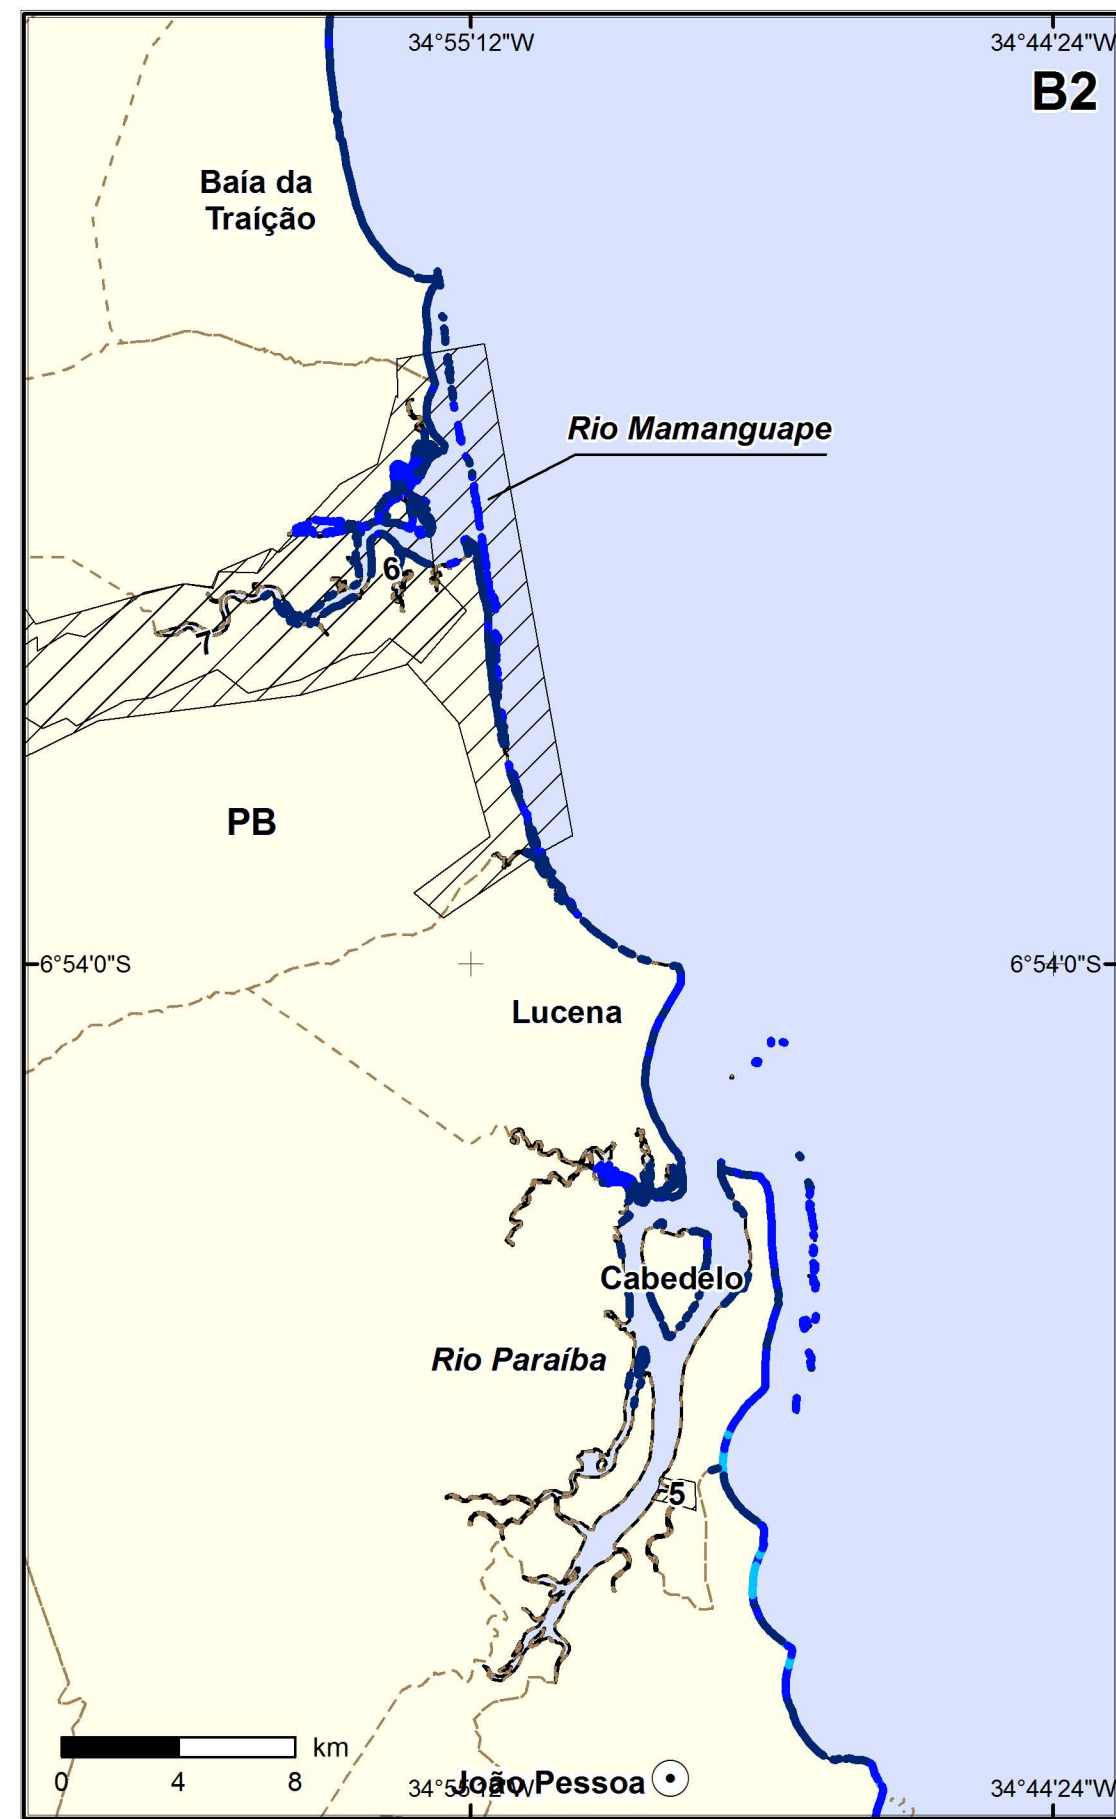 34°55'12"W
34°44'24"W
B2
Baía da
Traíção
Rio Mamanguape
6
7
PB
6°54'0"S
6°54'0"S
Lucena
Cabedelo
Rio Paraíba
5
km
0 4 8
João Pessoa
34°55'12"W
34°44'24"W